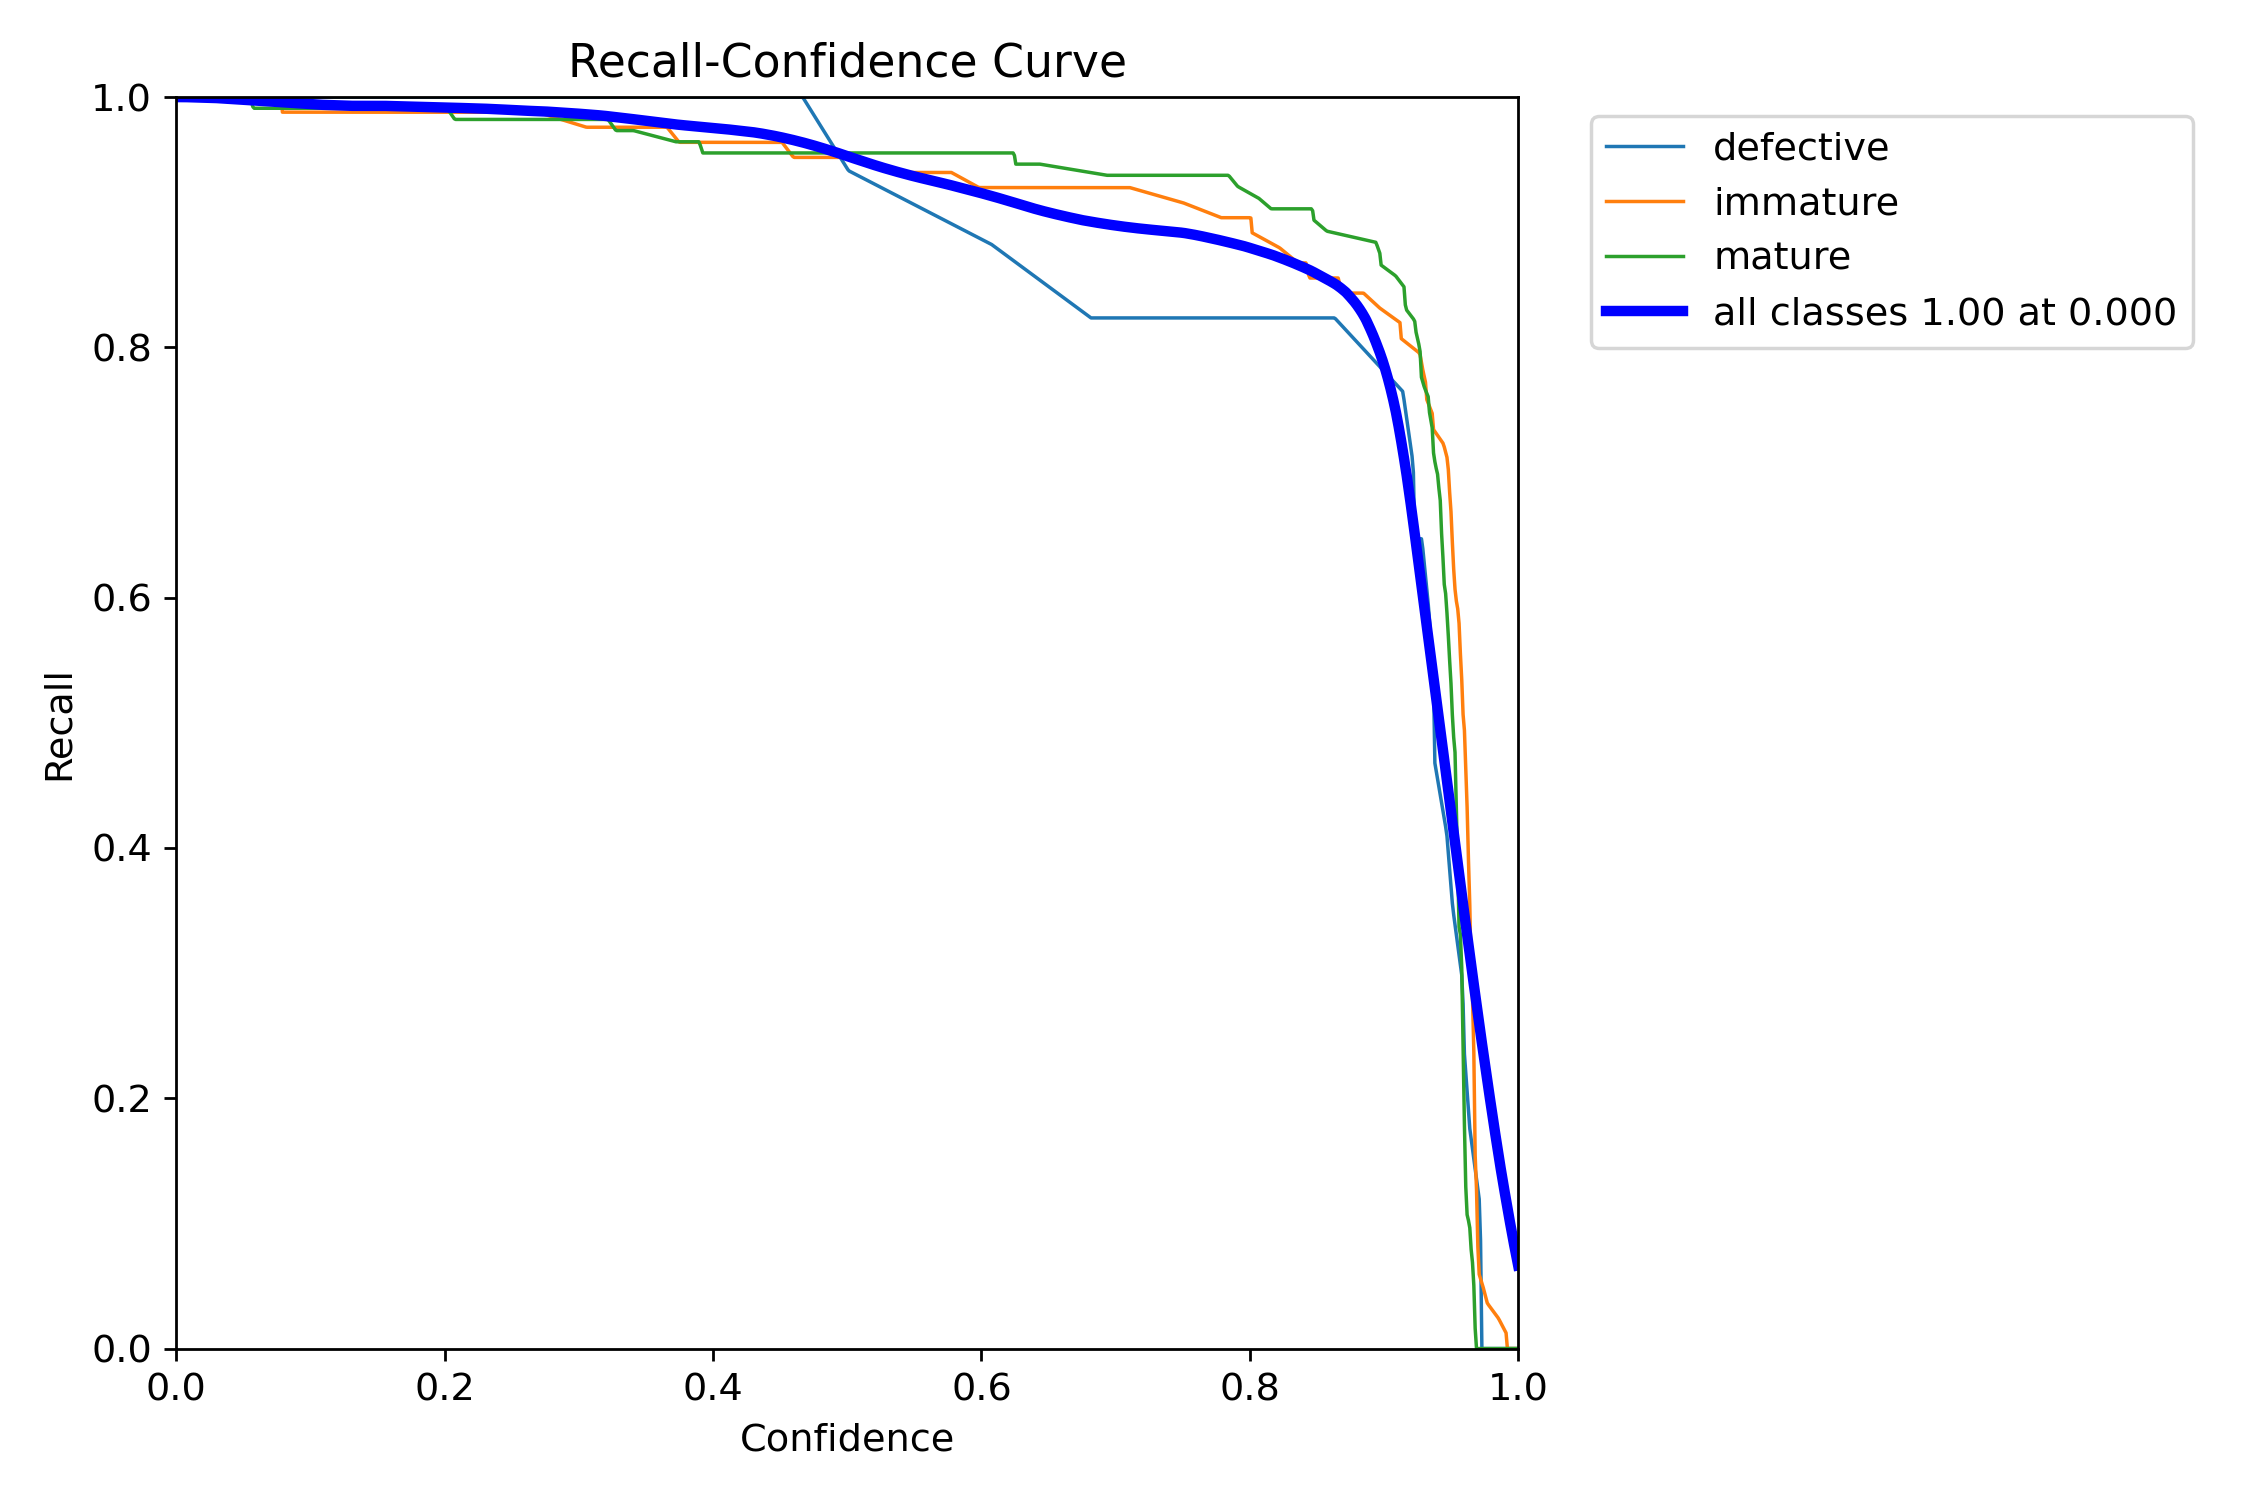 Recall-Confidence Curve
defective
immature
mature
all classes 1.00 at 0.000
1.0
0.8
0.6
0.4
0.2
0.0
Recall
0.0 0.2 0.4 0.6 0.8 1.0
Confidence